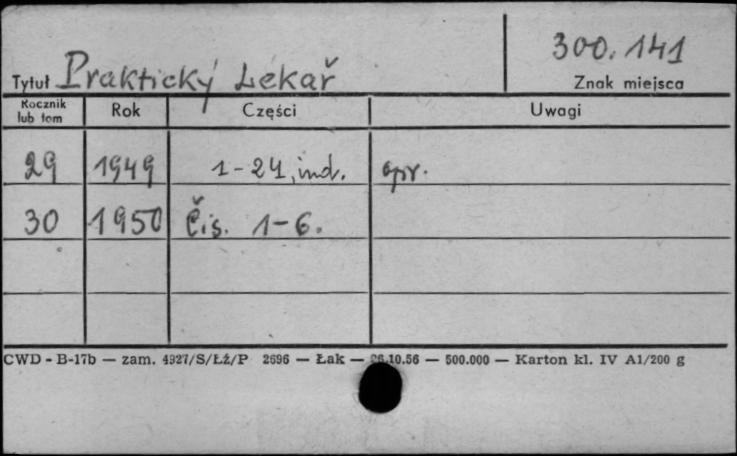 300.141
Tytuł Praktický Lékař
Znak miejsca
Rocznik lub tom Rok Części Uwagi
29 1949 1-24, ind. opr.
30 1950 Čis. 1-6.
CWD - B-17b — zam. 4927/S/Łż/P 2696 — Łak — 26.10.56 — 500.000 — Karton kl. IV A1/200 g